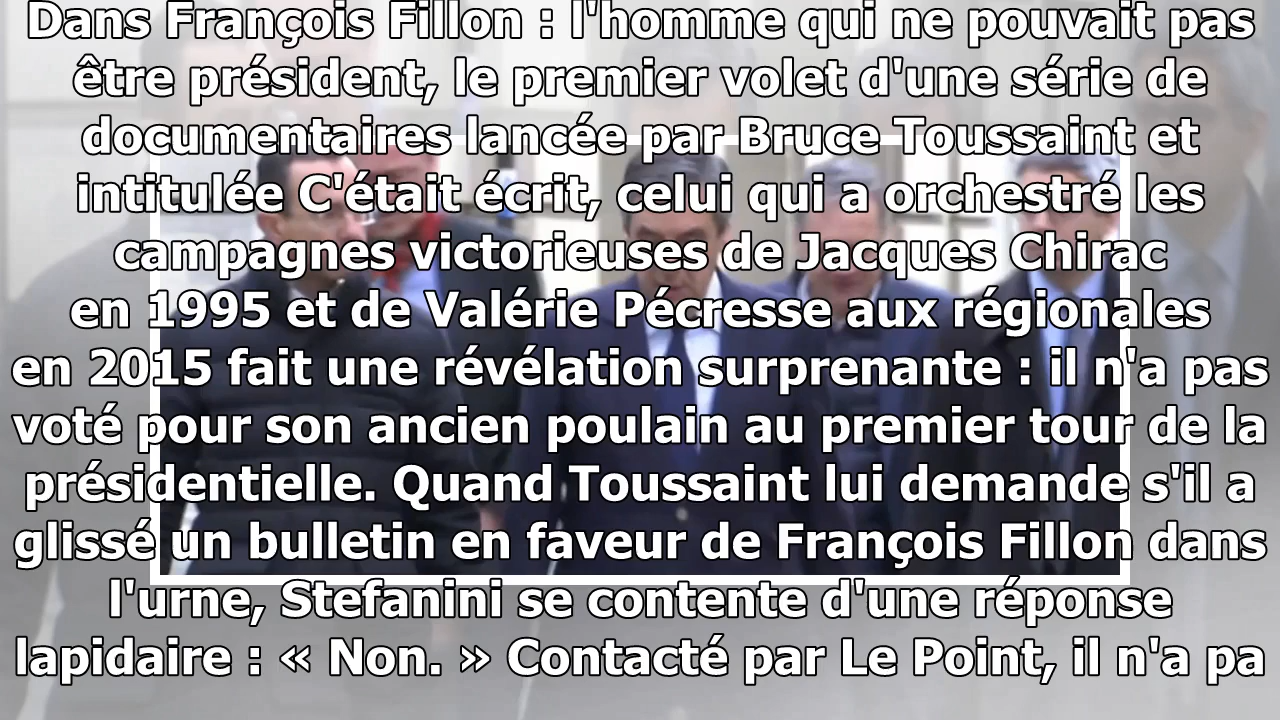 Dans François Fillon : l'homme qui ne pouvait pas
être président, le premier volet d'une série de
documentaires lancée par Bruce Toussaint et
intitulée C'était écrit, celui qui a orchestré les
campagnes victorieuses de Jacques Chirac
en 1995 et de Valérie Pécresse aux régionales
en 2015 fait une révélation surprenante : il n'a pas
voté pour son ancien poulain au premier tour de la
présidentielle. Quand Toussaint lui demande s'il a
glissé un bulletin en faveur de François Fillon dans
l'urne, Stefanini se contente d'une réponse
lapidaire : « Non. » Contacté par Le Point, il n'a pa